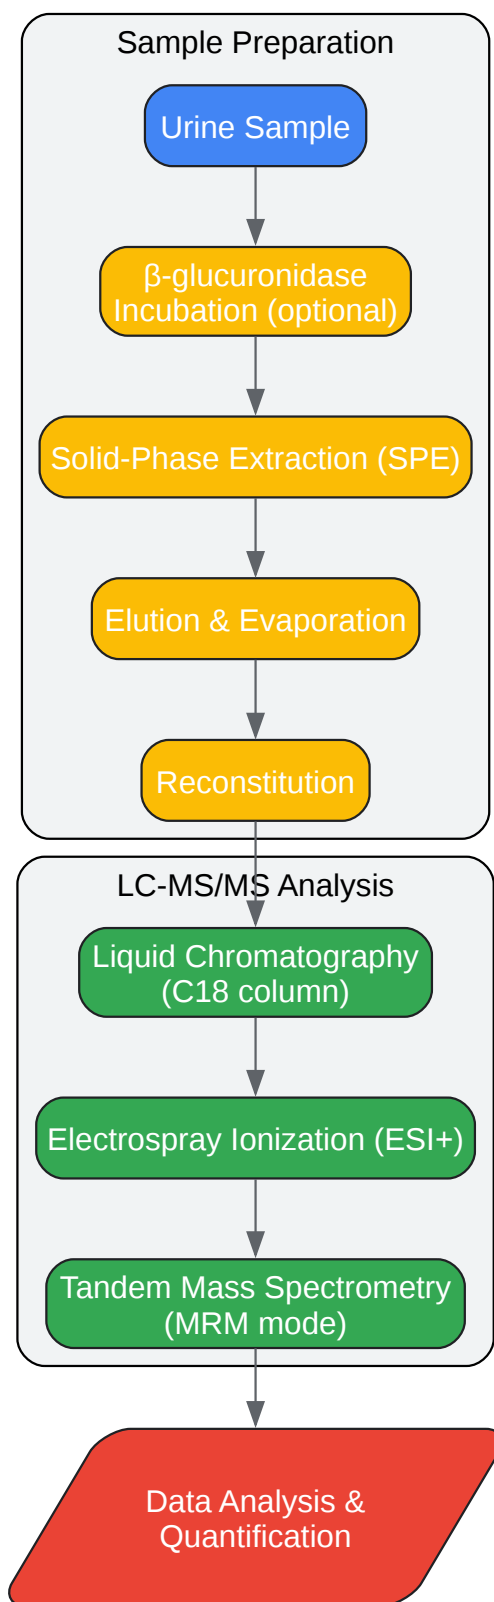 Sample Preparation
Urine Sample
β-glucuronidase
Incubation (optional)
Solid-Phase Extraction (SPE)
Elution & Evaporation
Reconstitution
LC-MS/MS Analysis
Liquid Chromatography
(C18 column)
Electrospray Ionization (ESI+)
Tandem Mass Spectrometry
(MRM mode)
Data Analysis &
Quantification